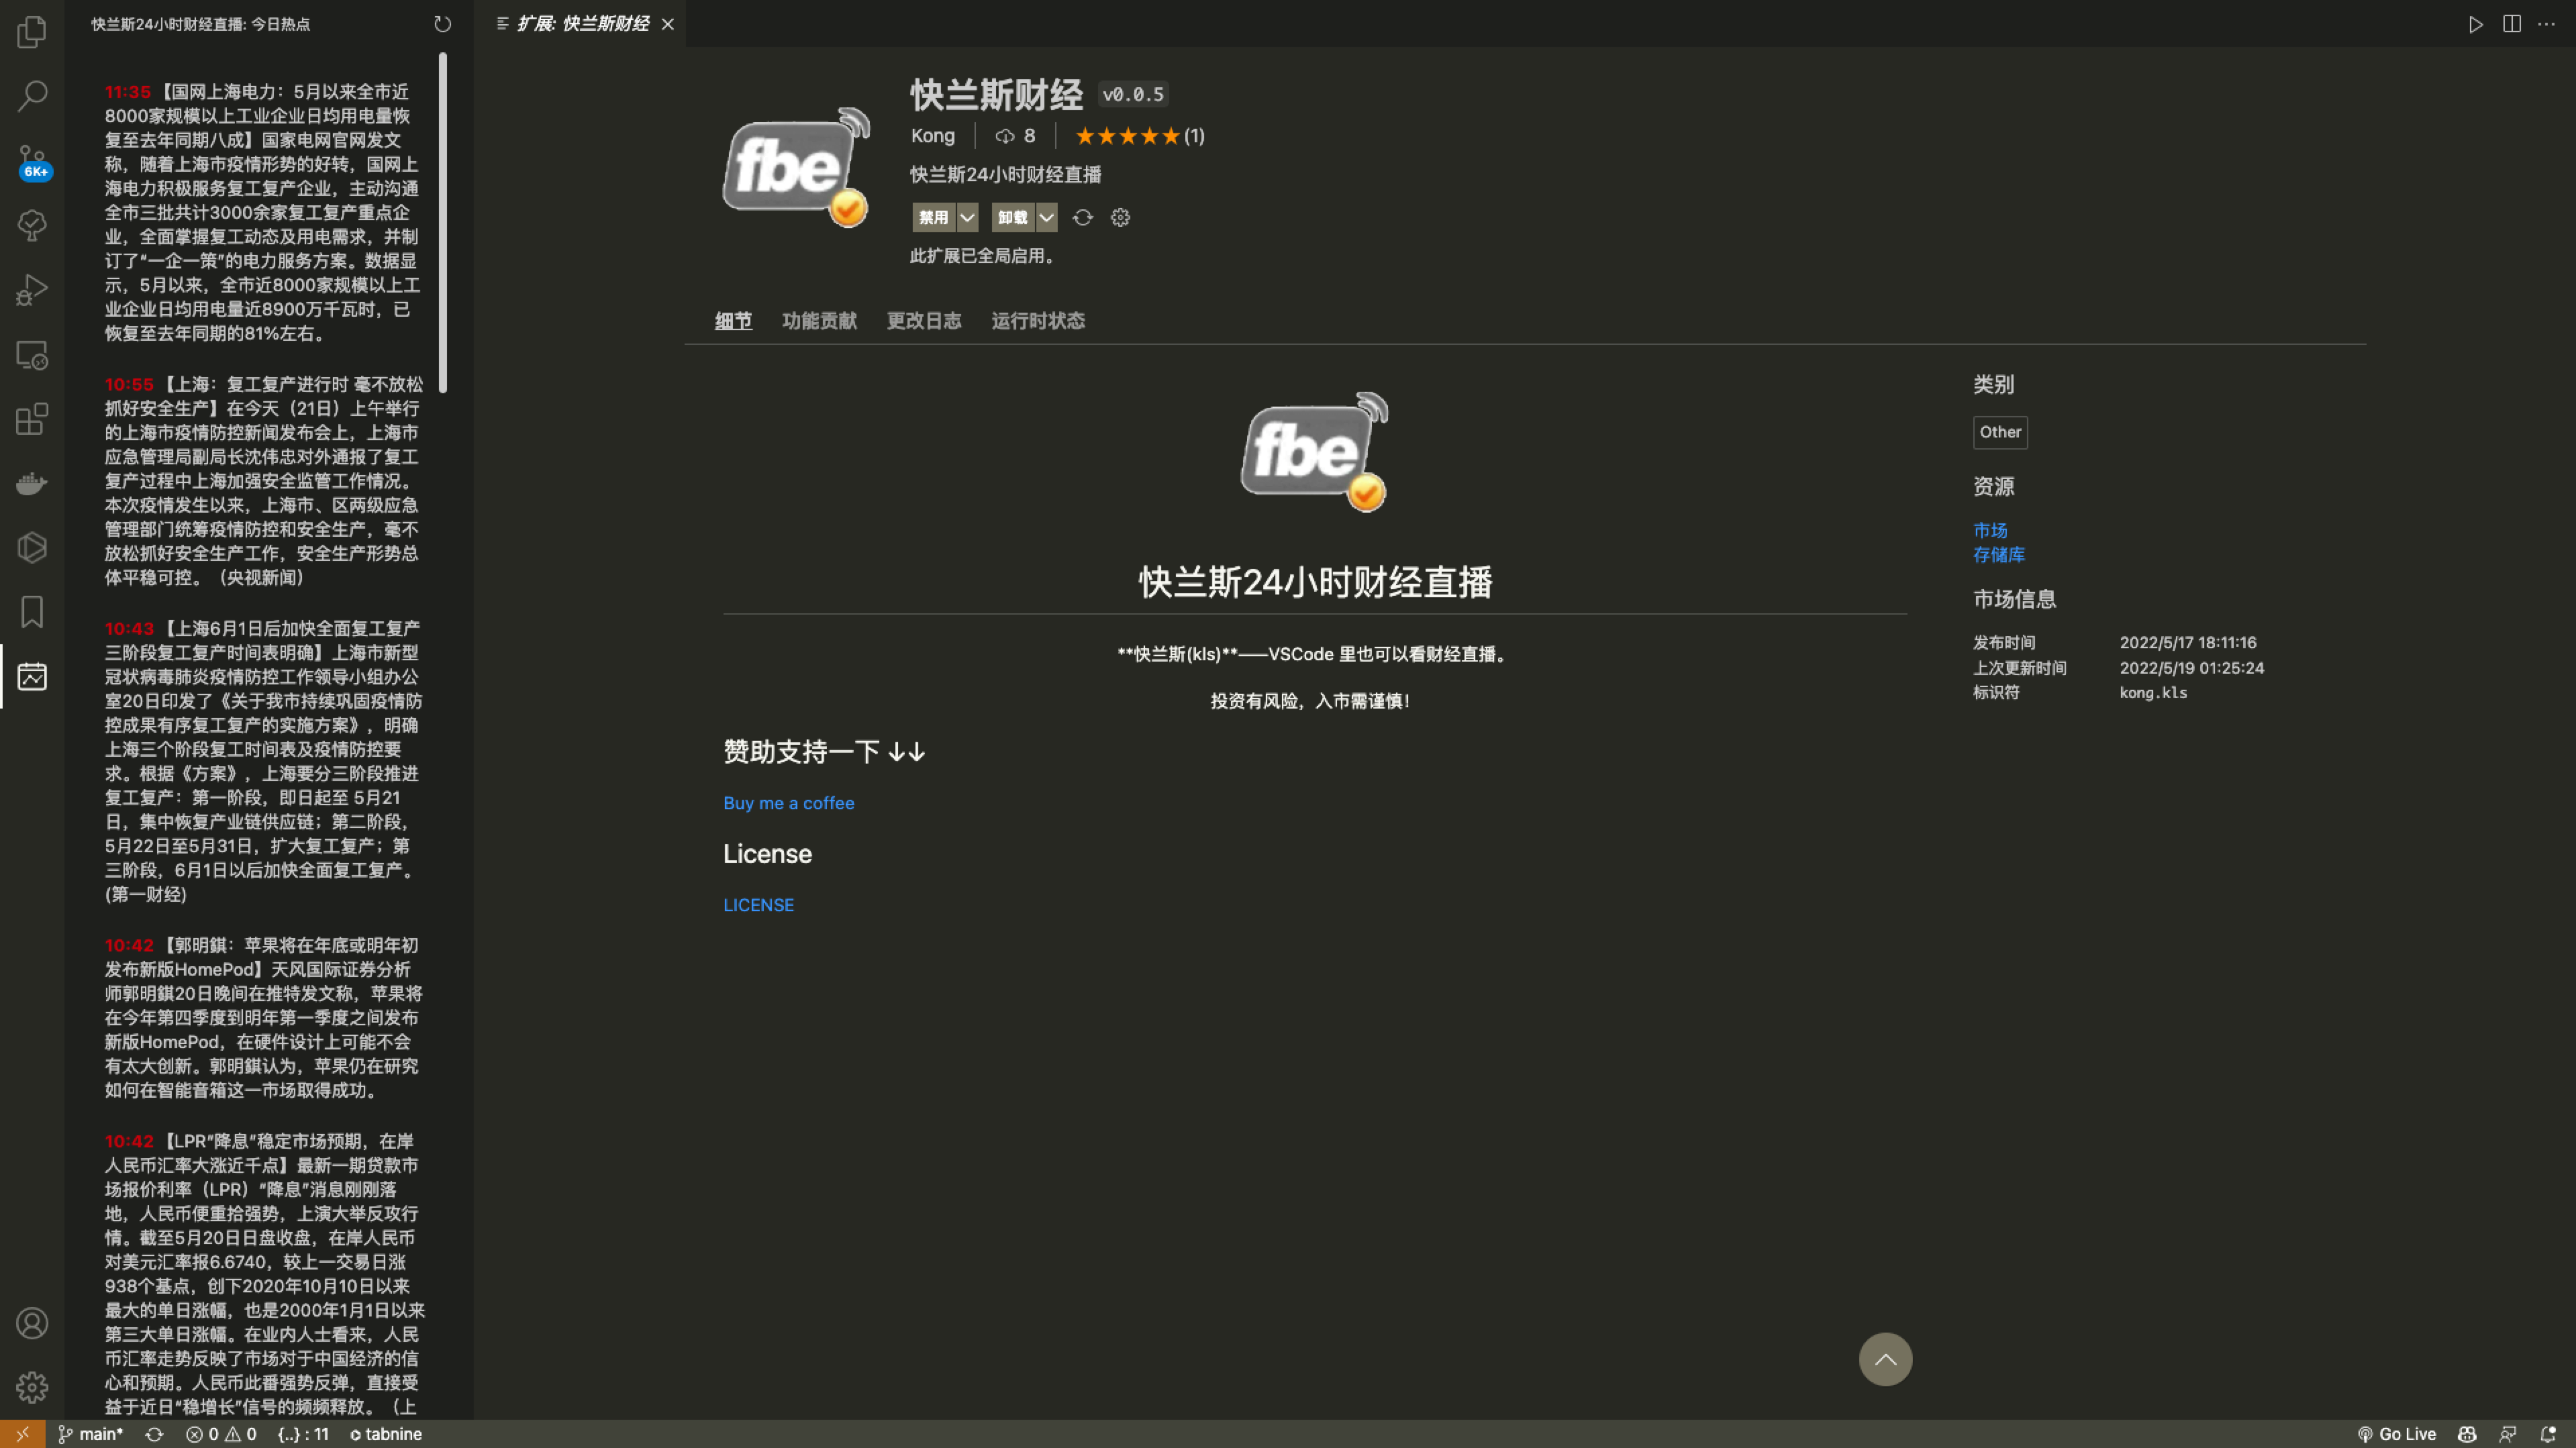 快兰斯24小时财经直播: 今日热点
11:35 【国网上海电力：5月以来全市近
8000家规模以上工业企业日均用电量恢
复至去年同期八成】国家电网官网发文
称，随着上海市疫情形势的好转，国网上
海电力积极服务复工复产企业，主动沟通
全市三批共计3000余家复工复产重点企
业，全面掌握复工动态及用电需求，并制
订了“一企一策”的电力服务方案。数据显
示，5月以来，全市近8000家规模以上工
业企业日均用电量近8900万千瓦时，已
恢复至去年同期的81%左右。
10:55 【上海：复工复产进行时 毫不放松
抓好安全生产】在今天（21日）上午举行
的上海市疫情防控新闻发布会上，上海市
应急管理局副局长沈伟忠对外通报了复工
复产过程中上海加强安全监管工作情况。
本次疫情发生以来，上海市、区两级应急
管理部门统筹疫情防控和安全生产，毫不
放松抓好安全生产工作，安全生产形势总
体平稳可控。（央视新闻）
10:43 【上海6月1日后加快全面复工复产
三阶段复工复产时间表明确】上海市新型
冠状病毒肺炎疫情防控工作领导小组办公
室20日印发了《关于我市持续巩固疫情防
控成果有序复工复产的实施方案》，明确
上海三个阶段复工时间表及疫情防控要
求。根据《方案》，上海要分三阶段推进
复工复产：第一阶段，即日起至 5月21
日，集中恢复产业链供应链；第二阶段，
5月22日至5月31日，扩大复工复产；第
三阶段，6月1日以后加快全面复工复产。
(第一财经)
10:42 【郭明錤：苹果将在年底或明年初
发布新版HomePod】天风国际证券分析
师郭明錤20日晚间在推特发文称，苹果将
在今年第四季度到明年第一季度之间发布
新版HomePod，在硬件设计上可能不会
有太大创新。郭明錤认为，苹果仍在研究
如何在智能音箱这一市场取得成功。
10:42 【LPR“降息”稳定市场预期，在岸
人民币汇率大涨近千点】最新一期贷款市
场报价利率（LPR）“降息”消息刚刚落
地，人民币便重拾强势，上演大举反攻行
情。截至5月20日日盘收盘，在岸人民币
对美元汇率报6.6740，较上一交易日涨
938个基点，创下2020年10月10日以来
最大的单日涨幅，也是2000年1月1日以来
第三大单日涨幅。在业内人士看来，人民
币汇率走势反映了市场对于中国经济的信
心和预期。人民币此番强势反弹，直接受
益于近日“稳增长”信号的频频释放。（上
6K+
扩展: 快兰斯财经
fbe
快兰斯财经 v0.0.5
Kong 8 (1)
快兰斯24小时财经直播
禁用 卸载
此扩展已全局启用。
细节 功能贡献 更改日志 运行时状态
fbe
快兰斯24小时财经直播
**快兰斯(kls)**——VSCode 里也可以看财经直播。
投资有风险，入市需谨慎！
赞助支持一下 ↓↓
Buy me a coffee
License
LICENSE
类别
Other
资源
市场
存储库
市场信息
发布时间 2022/5/17 18:11:16
上次更新时间 2022/5/19 01:25:24
标识符 kong.kls
main* 0 0 {..} : 11 tabnine Go Live